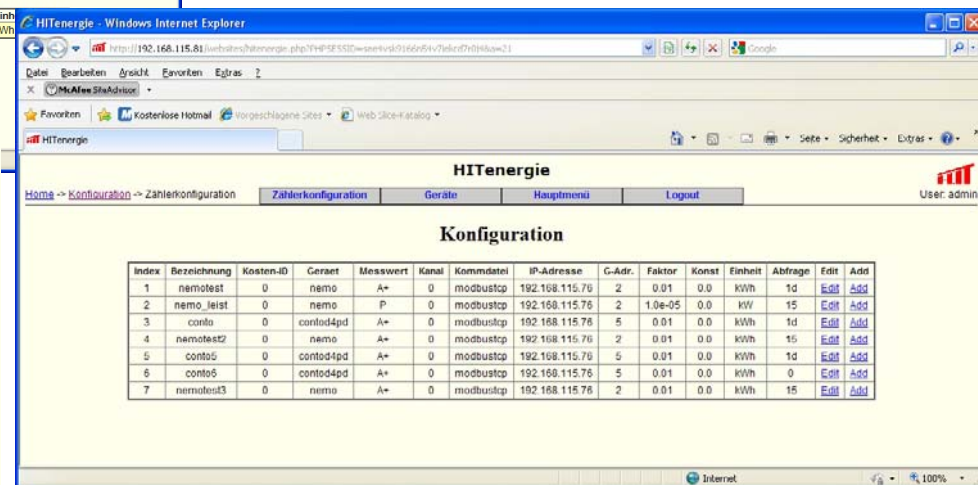 inh
Wh
HITenergie - Windows Internet Explorer
Google
Datei Bearbeiten Ansicht Favoriten Extras ?
X McAfee SiteAdvisor
Favoriten Kostenlose Hotmail Vorgeschlagene Sites Web Slice-Katalog
HITenergie Seite Sicherheit Extras
HITenergie
Home -> Konfiguration -> Zählerkonfiguration Zählerkonfiguration Geräte Hauptmenü Logout User: admin
Konfiguration
Index Bezeichnung Kosten-ID Geraet Messwert Kanal Kommdatei IP-Adresse G-Adr. Faktor Konst Einheit Abfrage Edit Add
1 nemotest 0 nemo A+ 0 modbustcp 192.168.115.76 2 0.01 0.0 kWh 1d Edit Add
2 nemo_leist 0 nemo P 0 modbustcp 192.168.115.76 2 1.0e-05 0.0 kW 15 Edit Add
3 conto 0 contod4pd A+ 0 modbustcp 192.168.115.76 5 0.01 0.0 kWh 1d Edit Add
4 nemotest2 0 nemo A+ 0 modbustcp 192.168.115.76 2 0.01 0.0 kWh 15 Edit Add
5 conto5 0 contod4pd A+ 0 modbustcp 192.168.115.76 5 0.01 0.0 kWh 1d Edit Add
6 conto6 0 contod4pd A+ 0 modbustcp 192.168.115.76 5 0.01 0.0 kWh 0 Edit Add
7 nemotest3 0 nemo A+ 0 modbustcp 192.168.115.76 2 0.01 0.0 kWh 15 Edit Add
Internet 100%